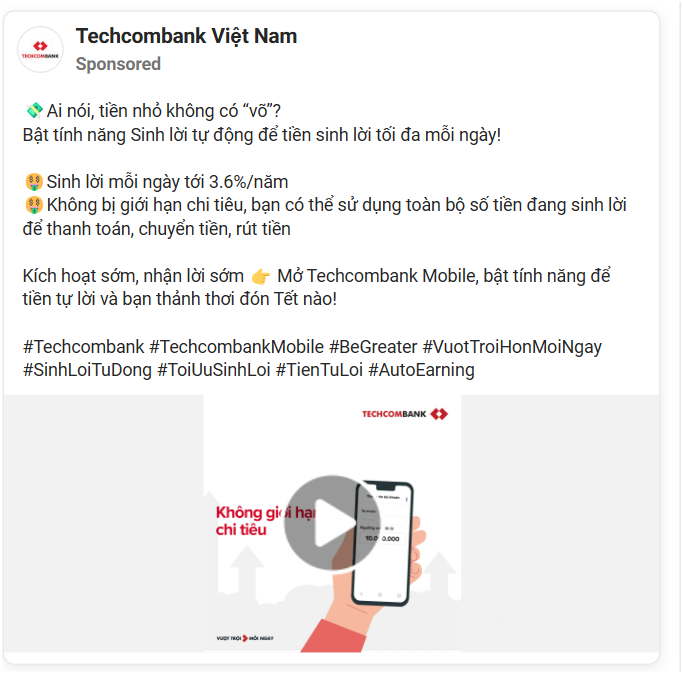 TECHCOMBANK
Techcombank Việt Nam
Sponsored
💸Ai nói, tiền nhỏ không có “võ”?
Bật tính năng Sinh lời tự động để tiền sinh lời tối đa mỗi ngày!
🤑Sinh lời mỗi ngày tới 3.6%/năm
🤑Không bị giới hạn chi tiêu, bạn có thể sử dụng toàn bộ số tiền đang sinh lời
để thanh toán, chuyển tiền, rút tiền
Kích hoạt sớm, nhận lời sớm 👉 Mở Techcombank Mobile, bật tính năng để
tiền tự lời và bạn thảnh thơi đón Tết nào!
#Techcombank #TechcombankMobile #BeGreater #VuotTroiHonMoiNgay
#SinhLoiTuDong #ToiUuSinhLoi #TienTuLoi #AutoEarning
TECHCOMBANK
Không giới hạn
chi tiêu
VƯỢT TRỘI MỖI NGÀY